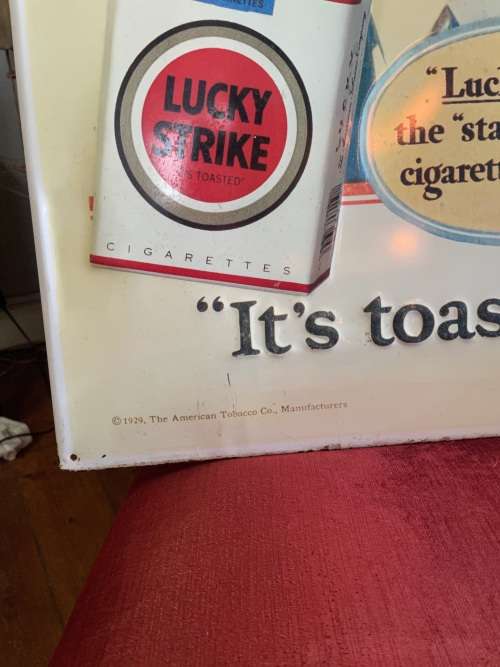 LUCKY
STRIKE
"IT'S TOASTED"
CIGARETTES
"Luc
the "sta
cigarett
"It's toas
© 1929, The American Tobacco Co., Manufacturers